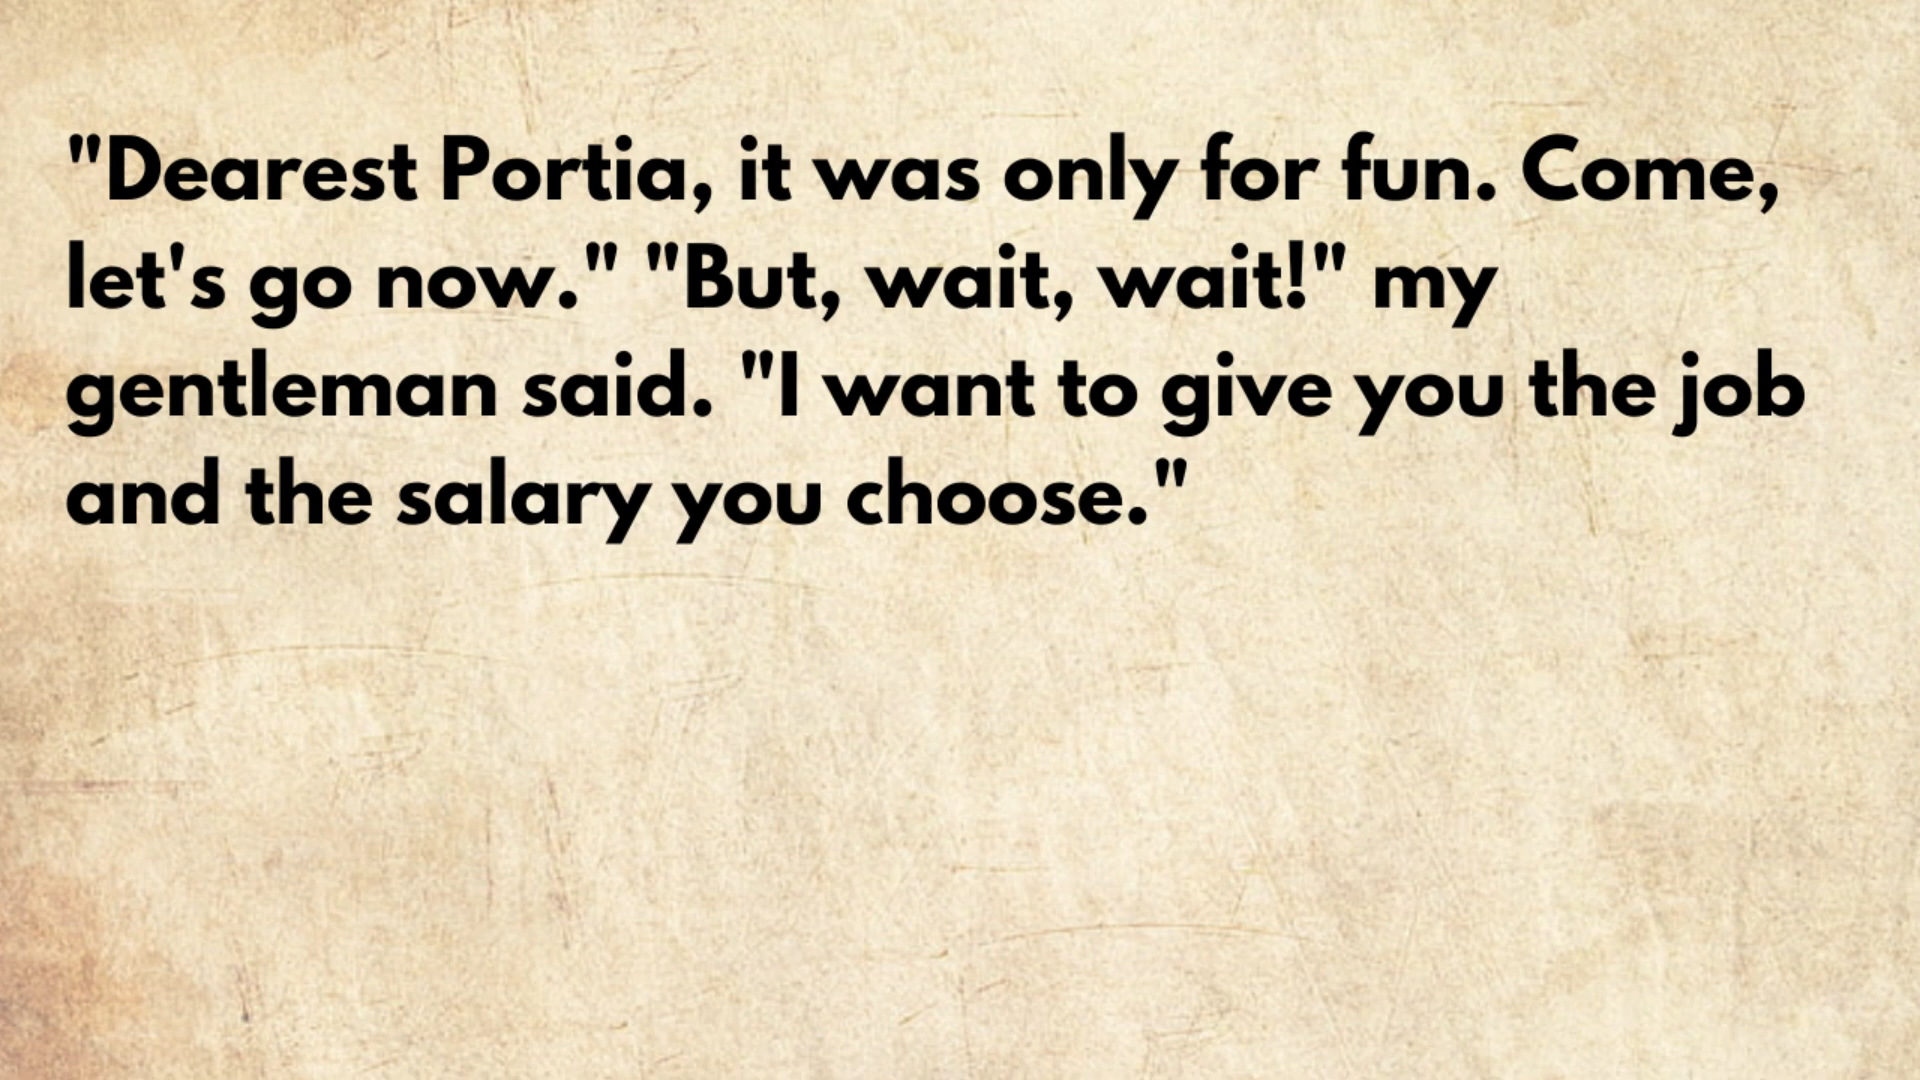 "Dearest Portia, it was only for fun. Come,
let's go now." "But, wait, wait!" my
gentleman said. "I want to give you the job
and the salary you choose."